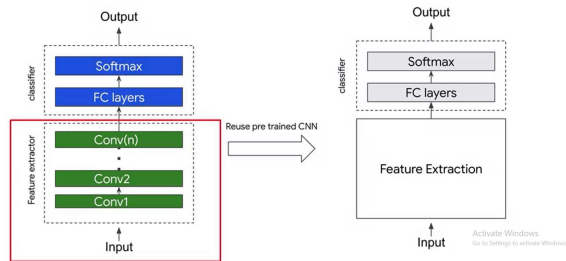 Output
classifier
Softmax
FC layers
Feature extractor
Conv(n)
Conv2
Conv1
Input
Reuse pre trained CNN
Output
classifier
Softmax
FC layers
Feature Extraction
Input
Activate Windows
Go to Settings to activate Windows